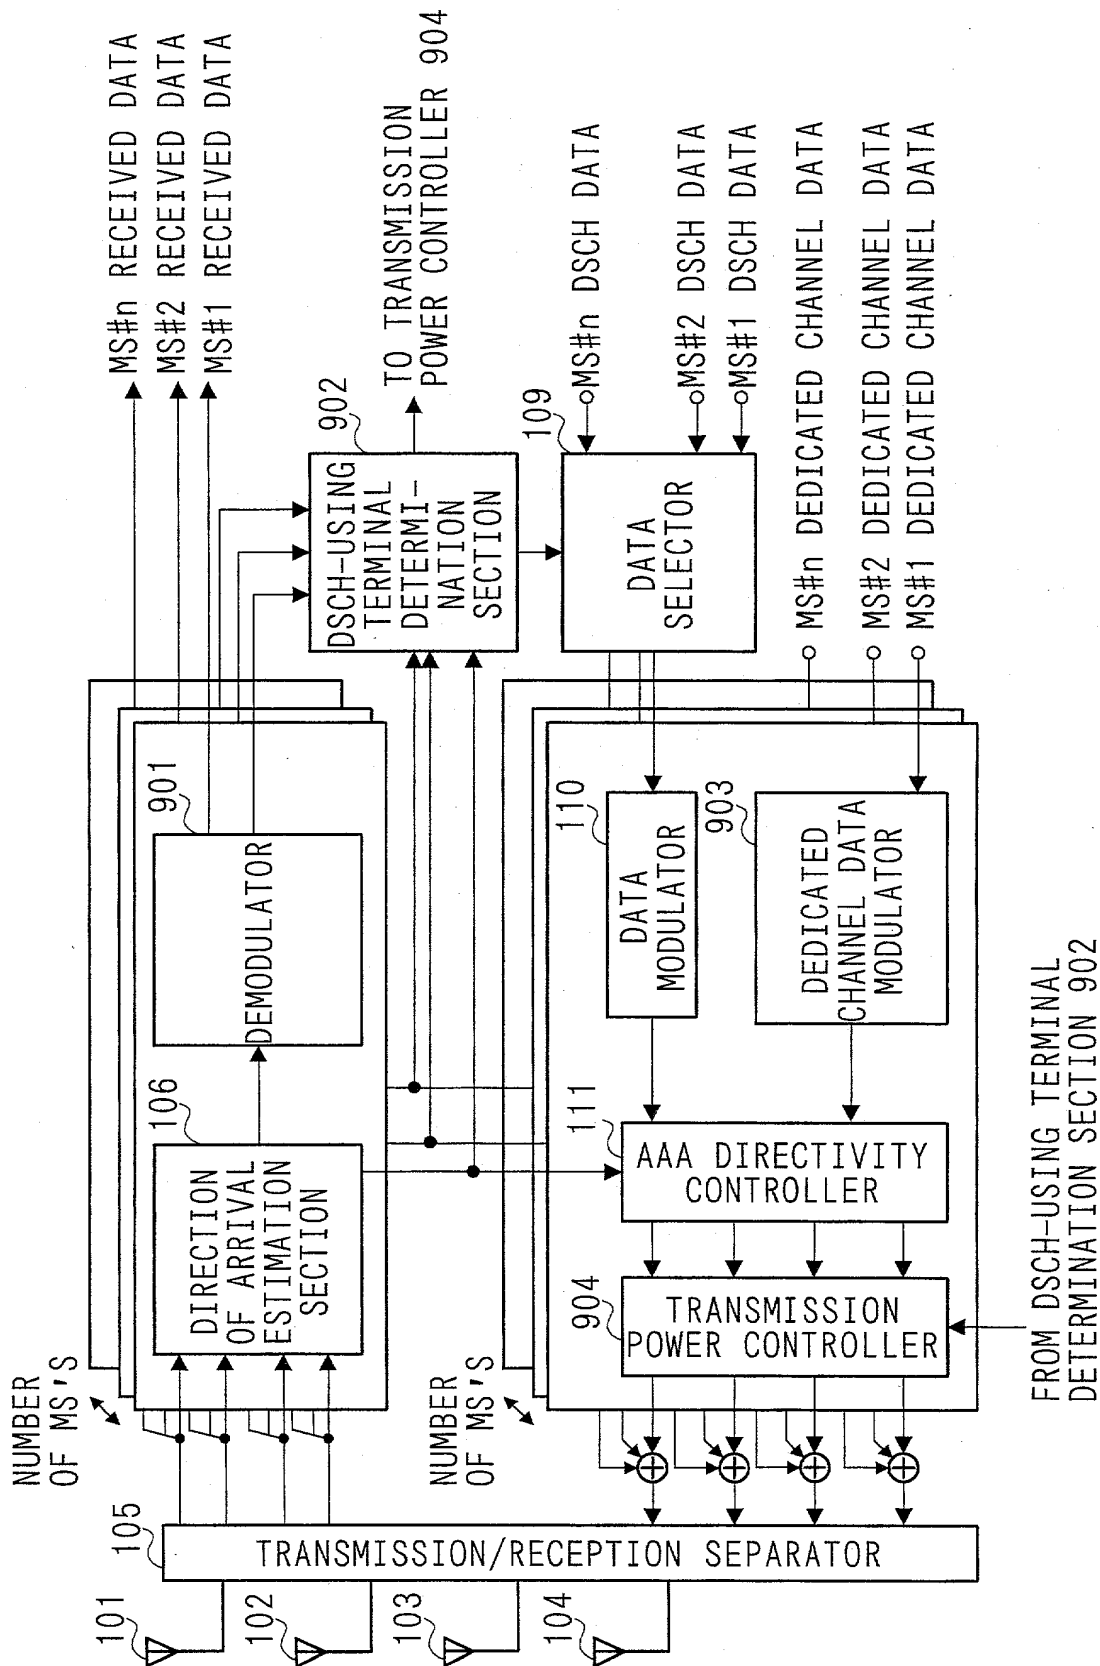 101
102
103
104
105
TRANSMISSION/RECEPTION SEPARATOR
NUMBER
OF MS'S
106
DIRECTION
OF ARRIVAL
ESTIMATION
SECTION
901
DEMODULATOR
MS#n RECEIVED DATA
MS#2 RECEIVED DATA
MS#1 RECEIVED DATA
902
DSCH-USING
TERMINAL
DETERMI-
NATION
SECTION
TO TRANSMISSION
POWER CONTROLLER 904
109
DATA
SELECTOR
MS#n DSCH DATA
MS#2 DSCH DATA
MS#1 DSCH DATA
NUMBER
OF MS'S
904
TRANSMISSION
POWER CONTROLLER
111
AAA DIRECTIVITY
CONTROLLER
110
DATA
MODULATOR
903
DEDICATED
CHANNEL DATA
MODULATOR
MS#n DEDICATED CHANNEL DATA
MS#2 DEDICATED CHANNEL DATA
MS#1 DEDICATED CHANNEL DATA
FROM DSCH-USING TERMINAL
DETERMINATION SECTION 902